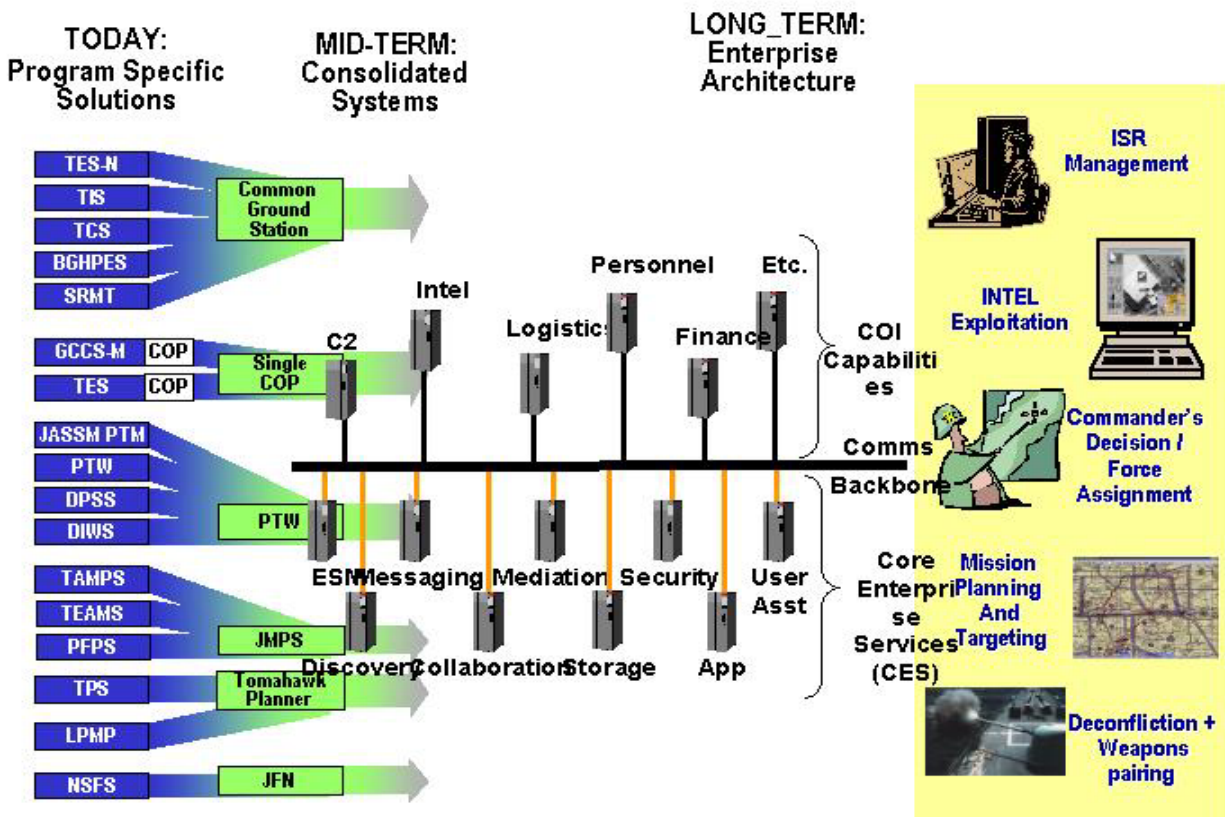 TODAY:
Program Specific
Solutions
MID-TERM:
Consolidated
Systems
LONG_TERM:
Enterprise
Architecture
TES-N
TIS
TCS
BGHPES
SRMT
Common
Ground
Station
GCCS-M
COP
TES
COP
Single
COP
JASSM PTM
PTW
DPSS
DIWS
PTW
TAMPS
TEAMS
PFPS
JMPS
TPS
LPMP
Tomahawk
Planner
NSFS
JFN
C2
Intel
Logistics
Personnel
Finance
Etc.
COI
Capabiliti
es
Comms
Backbone
ESM
Messaging
Mediation
Security
User
Asst
Discovery
Collaboration
Storage
App
Core
Enterpri
se
Services
(CES)
ISR
Management
INTEL
Exploitation
Commander's
Decision /
Force
Assignment
Mission
Planning
And
Targeting
Deconfliction +
Weapons
pairing